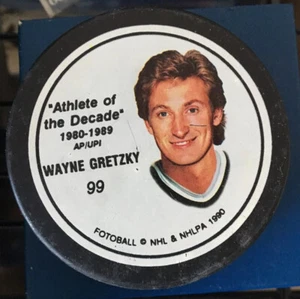 "Athlete of
the Decade"
1980-1989
AP/UPI
WAYNE GRETZKY
99
FOTOBALL © NHL & NHLPA 1990